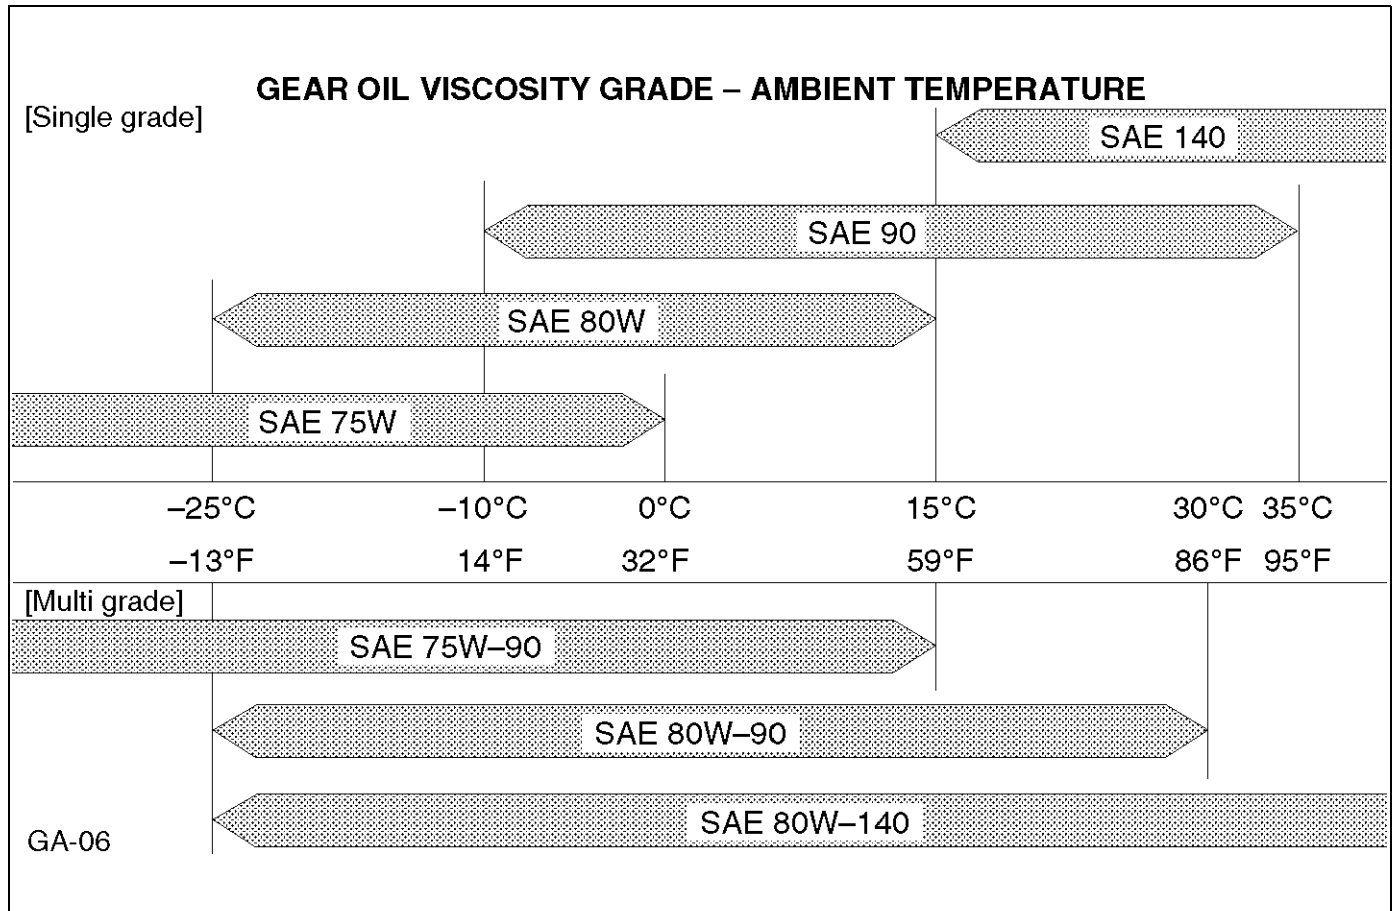 GEAR OIL VISCOSITY GRADE – AMBIENT TEMPERATURE
[Single grade]
SAE 140
SAE 90
SAE 80W
SAE 75W
–25°C –10°C 0°C 15°C 30°C 35°C
–13°F 14°F 32°F 59°F 86°F 95°F
[Multi grade]
SAE 75W–90
SAE 80W–90
SAE 80W–140
GA-06